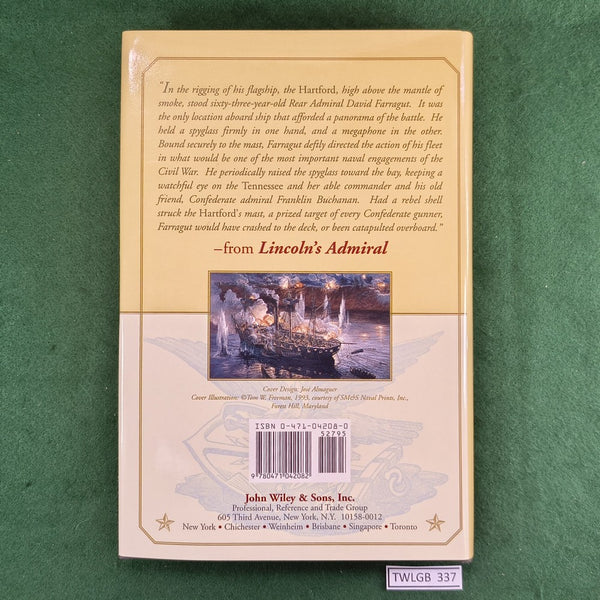 "In the rigging of his flagship, the Hartford, high above the mantle of
smoke, stood sixty-three-year-old Rear Admiral David Farragut. It was
the only location aboard ship that afforded a panorama of the battle. He
held a spyglass firmly in one hand, and a megaphone in the other.
Bound securely to the mast, Farragut deftly directed the action of his fleet
in what would be one of the most important naval engagements of the
Civil War. He periodically raised the spyglass toward the bay, keeping a
watchful eye on the Tennessee and her able commander and his old
friend, Confederate admiral Franklin Buchanan. Had a rebel shell
struck the Hartford's mast, a prized target of every Confederate gunner,
Farragut would have crashed to the deck, or been catapulted overboard."
–from Lincoln's Admiral
Cover Design: José Almaguer
Cover Illustration: ©Tom W. Freeman, 1995, courtesy of SM&S Naval Prints, Inc.,
Forest Hill, Maryland
ISBN 0-471-04208-0
52795
9 780471 042082
John Wiley & Sons, Inc.
Professional, Reference and Trade Group
605 Third Avenue, New York, N.Y. 10158-0012
New York • Chichester • Weinheim • Brisbane • Singapore • Toronto
TWLGB 337